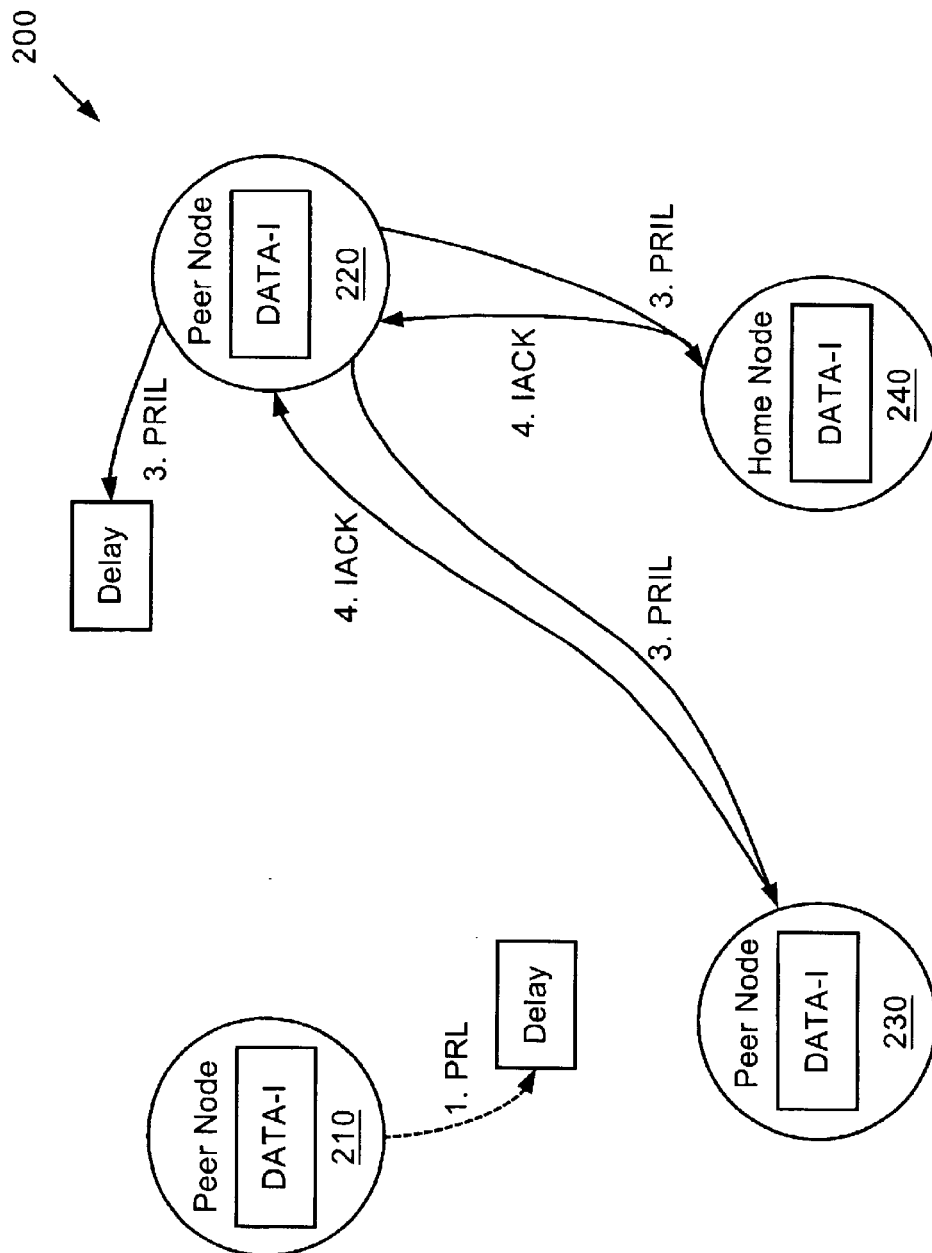 200
Peer Node
DATA-I
210
1. PRL
Delay
Peer Node
DATA-I
220
3. PRIL
Delay
4. IACK
3. PRIL
4. IACK
3. PRIL
Peer Node
DATA-I
230
Home Node
DATA-I
240